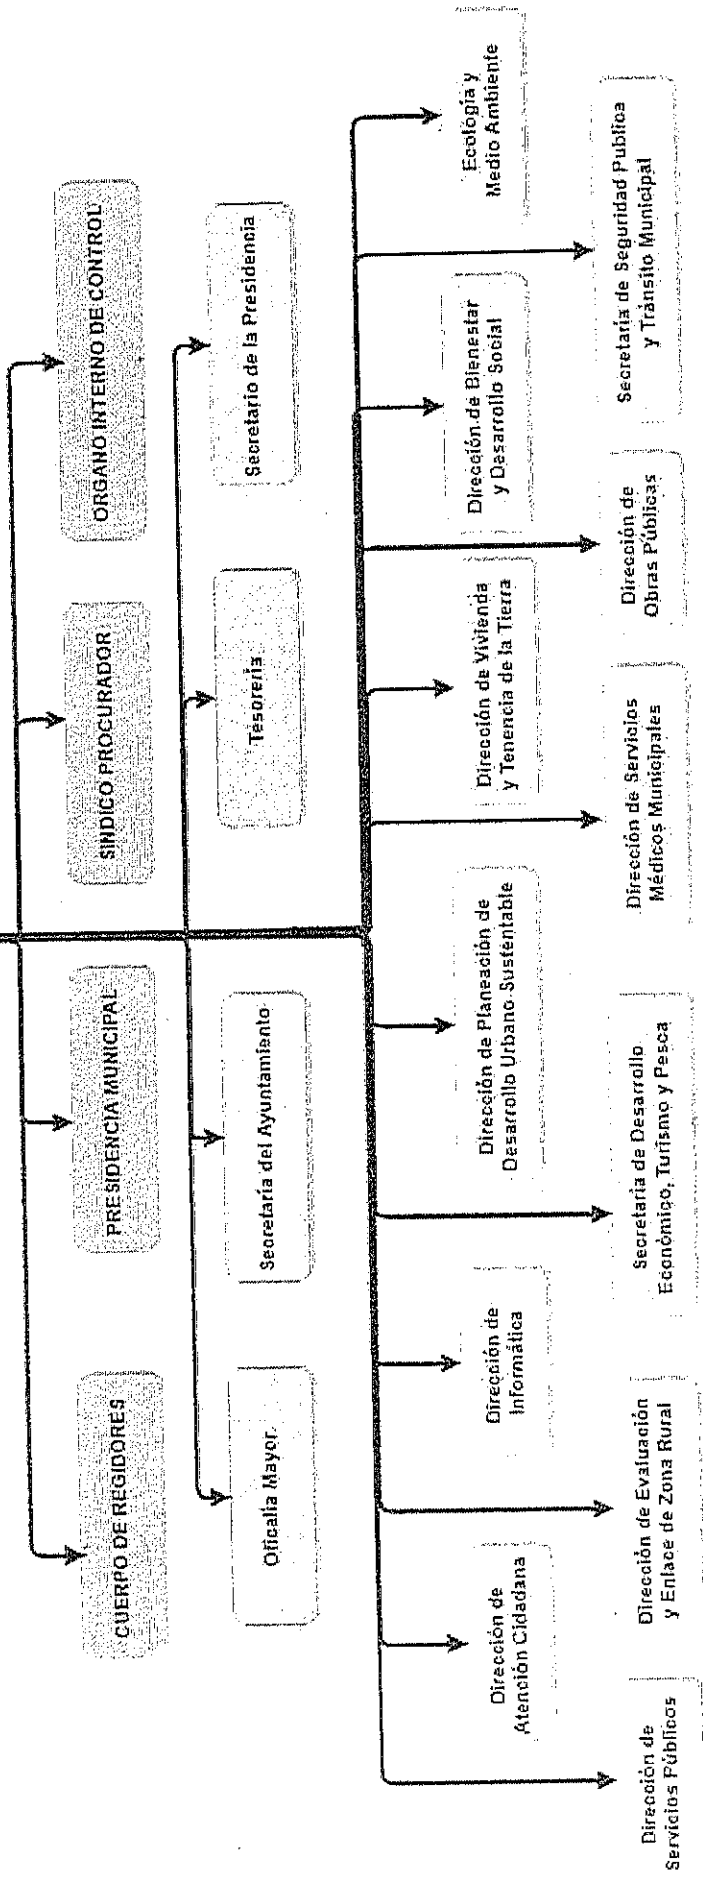 CUERPO DE REGIDORES
PRESIDENCIA MUNICIPAL
SINDICO PROCURADOR
ORGANO INTERNO DE CONTROL
Oficalia Mayor
Secretaría del Ayuntamiento
Tesorería
Secretario de la Presidencia
Dirección de
Atención Cidadana
Dirección de
Informática
Dirección de Planeación de
Desarrollo Urbano Sustentable
Dirección de Vivienda
y Tenencia de la Tierra
Dirección de Bienestar
y Desarrollo Social
Ecología y
Medio Ambiente
Dirección de
Servicios Públicos
Dirección de Evaluación
y Enlace de Zona Rural
Secretaria de Desarrollo
Económico, Turismo y Pesca
Dirección de Servicios
Médicos Municipales
Dirección de
Obras Públicas
Secretaría de Seguridad Publica
y Tránsito Municipal